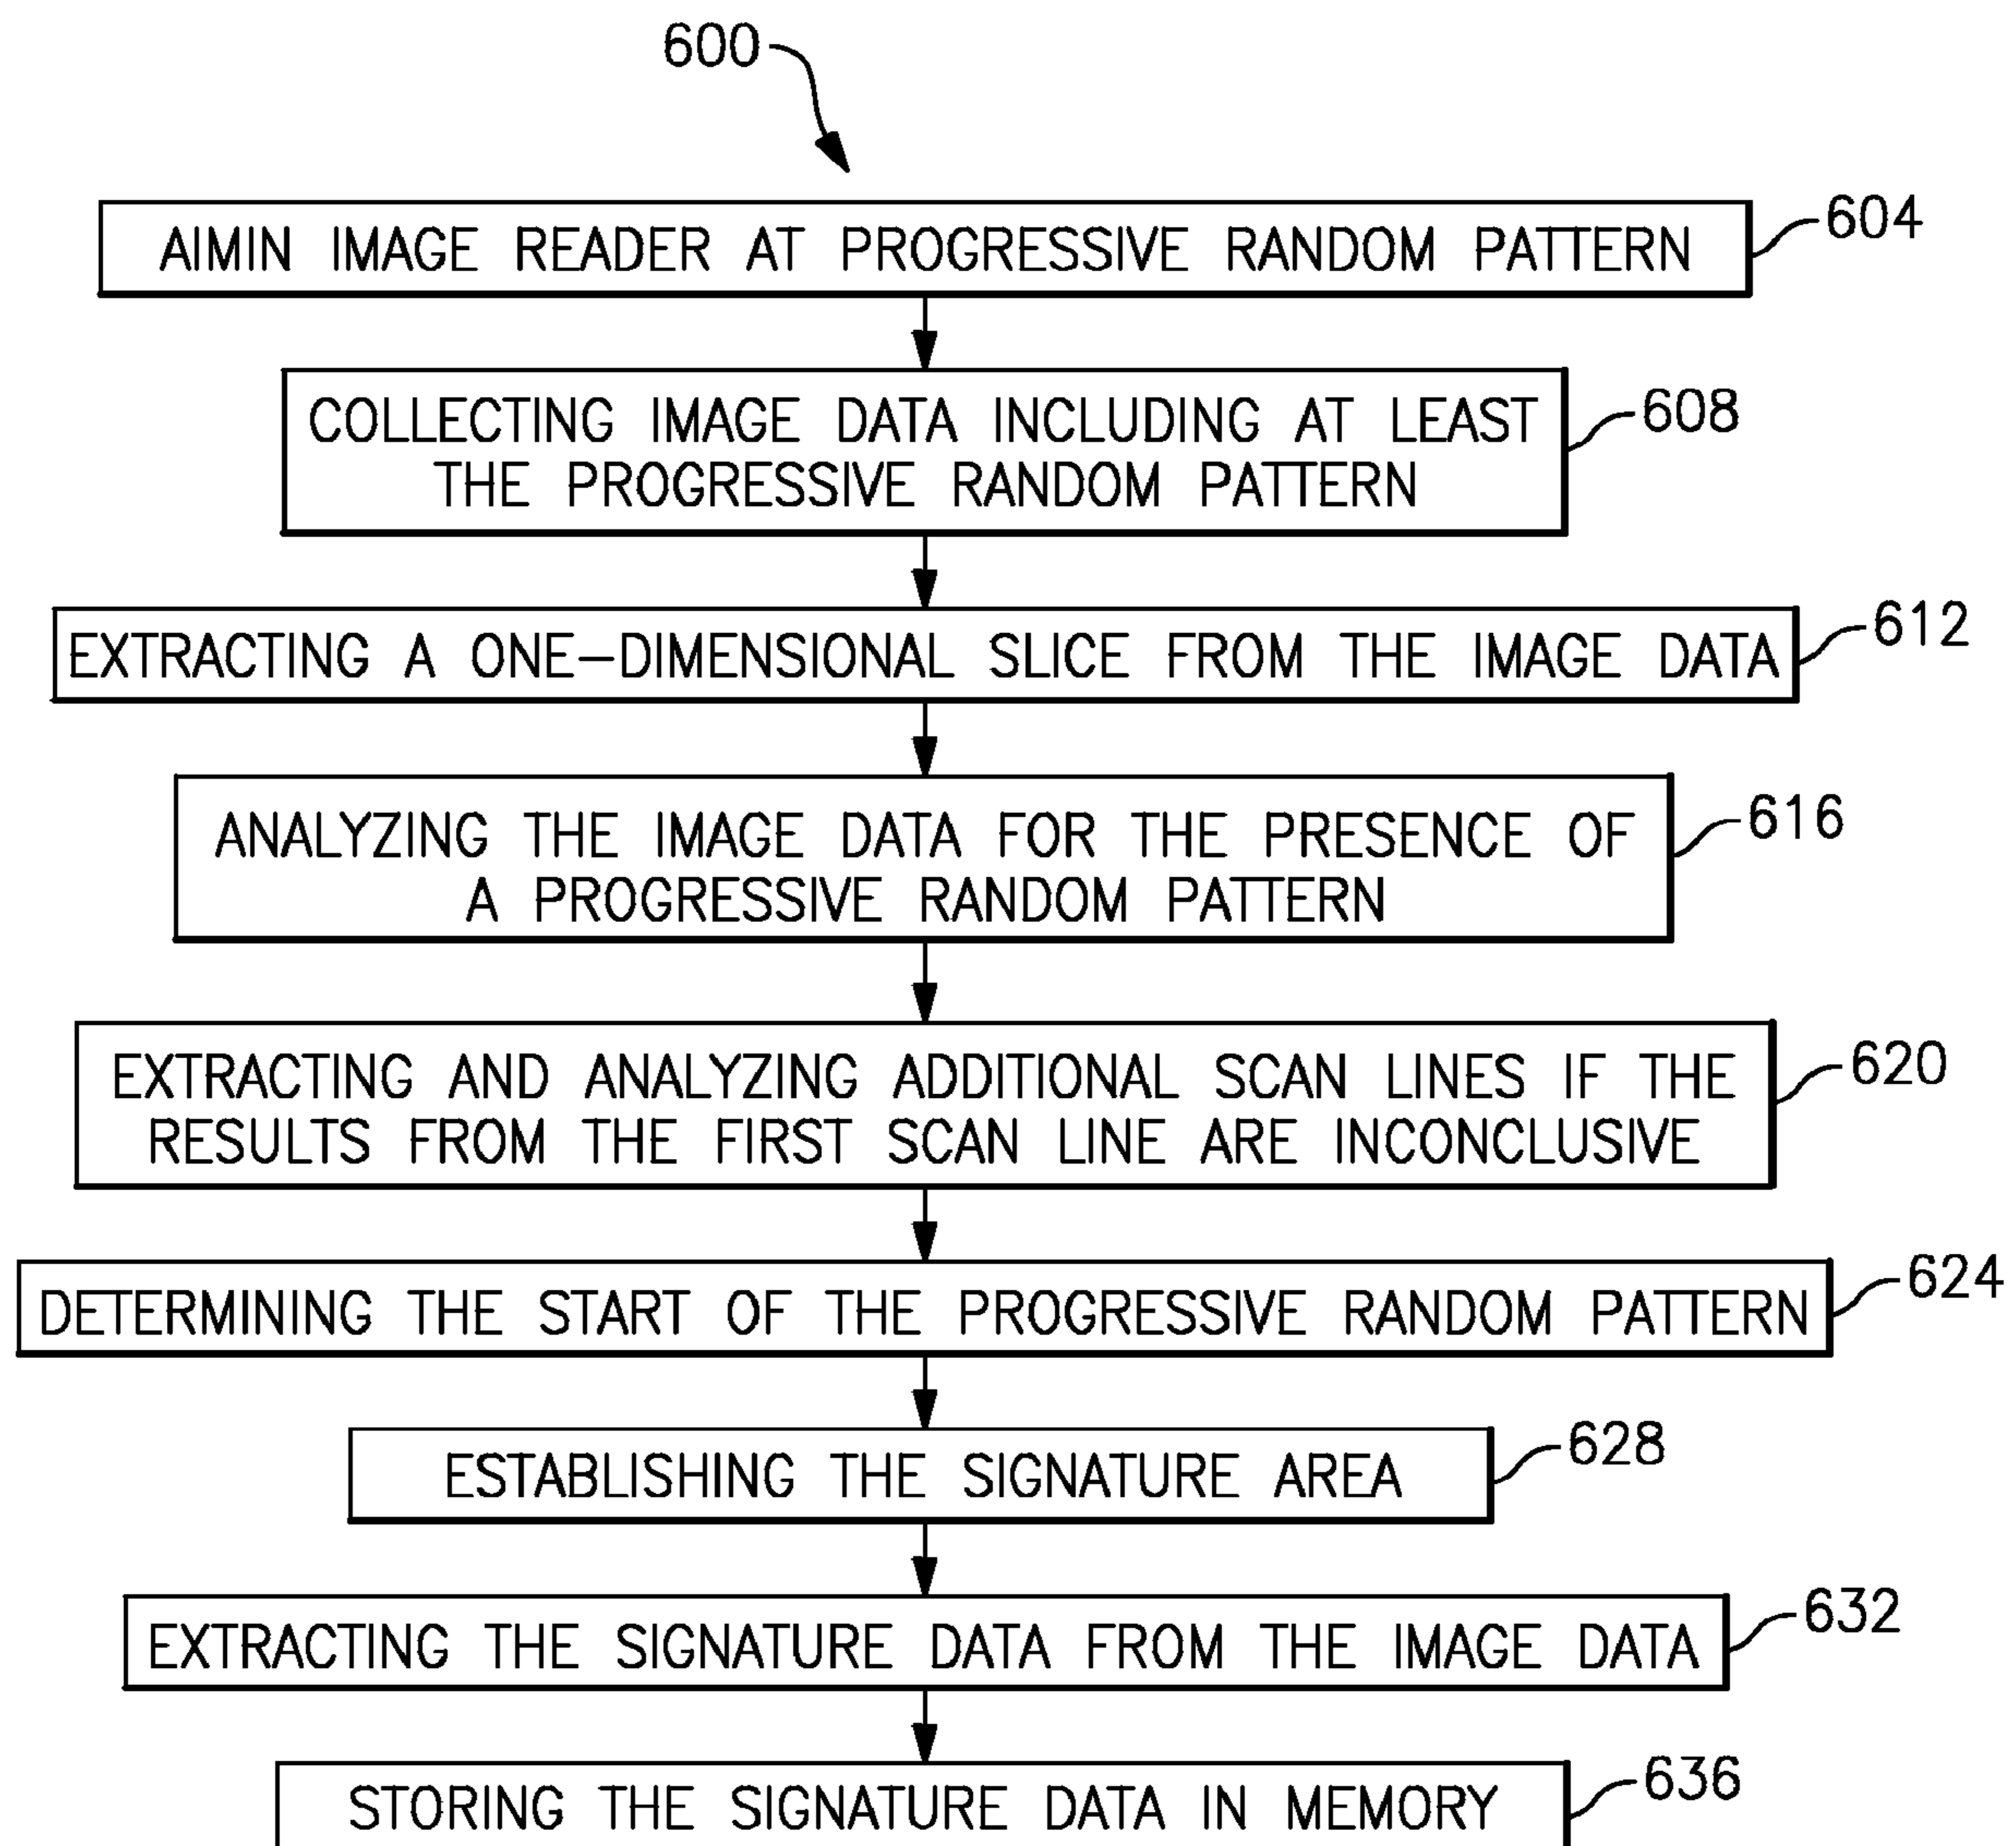 600
AIMIN IMAGE READER AT PROGRESSIVE RANDOM PATTERN
604
COLLECTING IMAGE DATA INCLUDING AT LEAST
THE PROGRESSIVE RANDOM PATTERN
608
EXTRACTING A ONE-DIMENSIONAL SLICE FROM THE IMAGE DATA
612
ANALYZING THE IMAGE DATA FOR THE PRESENCE OF
A PROGRESSIVE RANDOM PATTERN
616
EXTRACTING AND ANALYZING ADDITIONAL SCAN LINES IF THE
RESULTS FROM THE FIRST SCAN LINE ARE INCONCLUSIVE
620
DETERMINING THE START OF THE PROGRESSIVE RANDOM PATTERN
624
ESTABLISHING THE SIGNATURE AREA
628
EXTRACTING THE SIGNATURE DATA FROM THE IMAGE DATA
632
STORING THE SIGNATURE DATA IN MEMORY
636